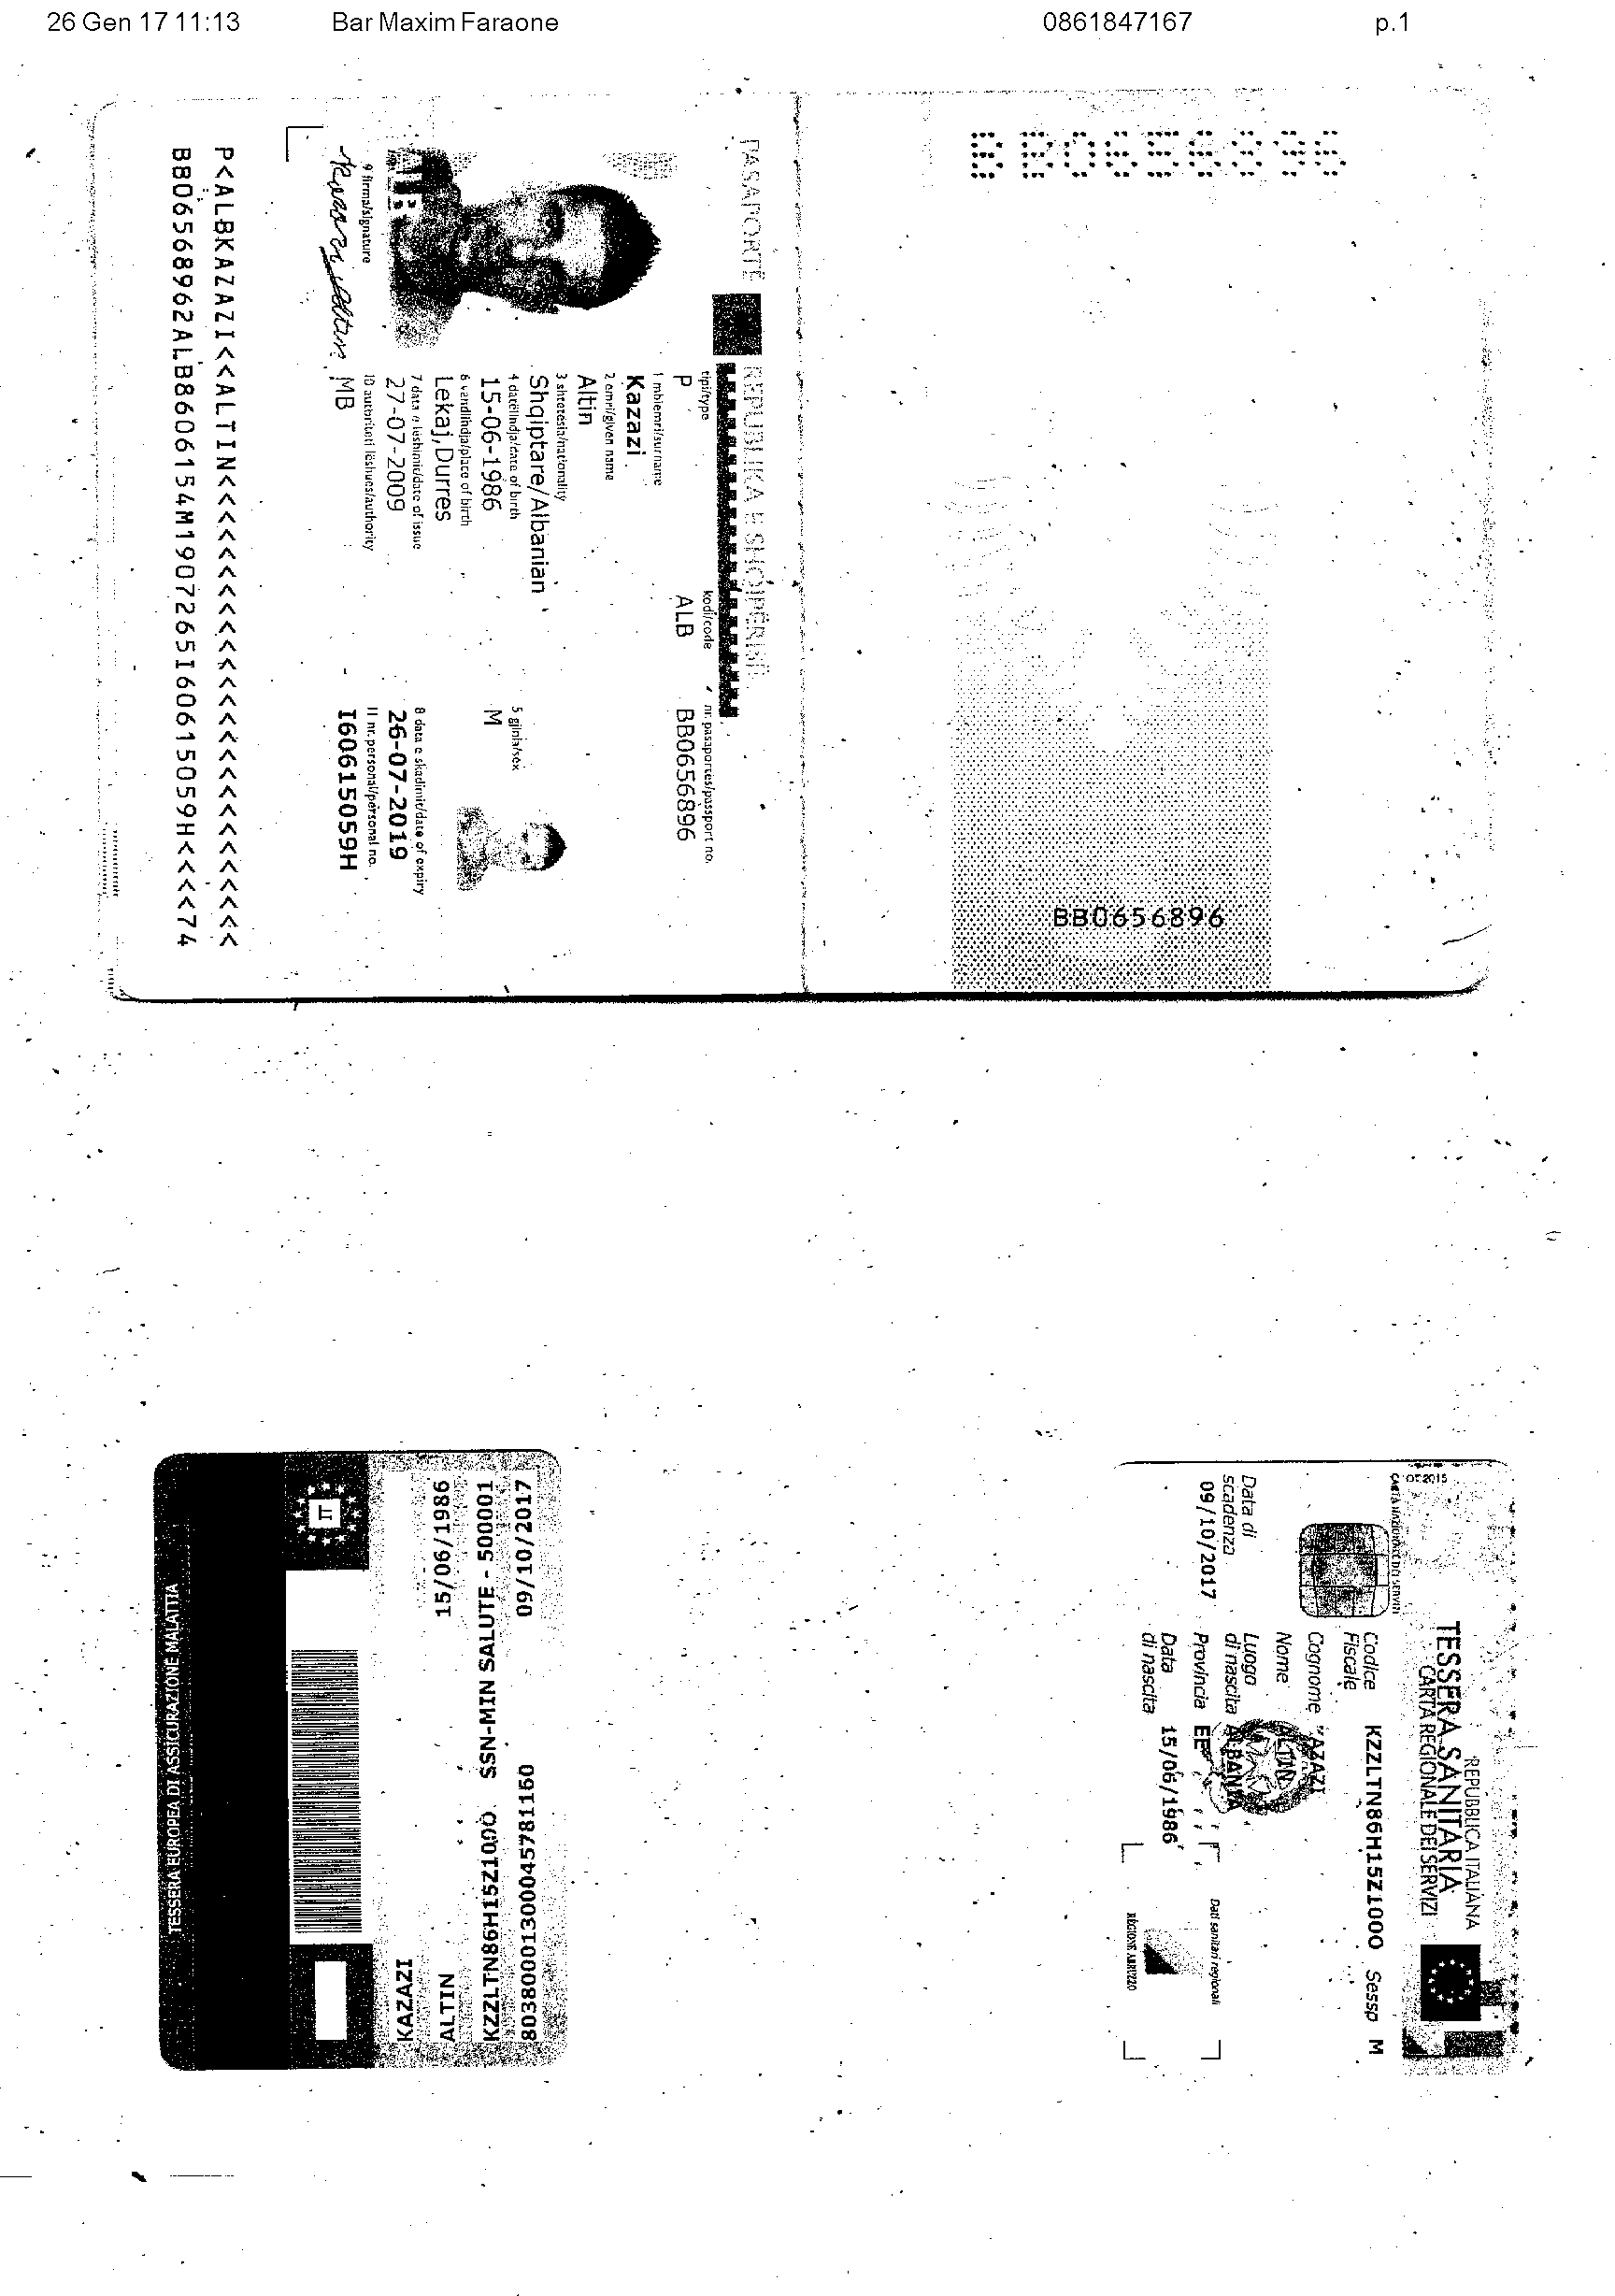 26 Gen 17 11:13 Bar Maxim Faraone 0861847167 p.1
BB0656896
BB0656896
PASAPORTË REPUBLIKA E SHQIPËRISË
tipi/type kodi/code nr.pasaportës/passport no.
P ALB BB0656896
1 mbiemri/surname
Kazazi
2 emri/given name
Altin
3 shtetësia/nationality
Shqiptare/Albanian
4 datëlindja/date of birth 5 gjinia/sex
15-06-1986 M
6 vendlindja/place of birth
Lekaj,Durres
7 data e lëshimit/date of issue 8 data e skadimit/date of expiry
27-07-2009 26-07-2019
9 firma/signature 10 autoriteti lëshues/authority 11 nr.personal/personal no.
Kazazi Altin MB I60615059H
P<ALBKAZAZI<<ALTIN<<<<<<<<<<<<<<<<<<<<<<<<<<
BB06568962ALB8606154M1907265I60615059H<<<<74
TESSERA EUROPEA DI ASSICURAZIONE MALATTIA
IT
KAZAZI
ALTIN 15/06/1986
KZZLTN86H15Z100O SSN-MIN SALUTE - 500001
80380001300045781160 09/10/2017
REPUBBLICA ITALIANA
TESSERA SANITARIA
CARTA REGIONALE DEI SERVIZI
CARTA NAZIONALE DEI SERVIZI
Codice
Fiscale KZZLTN86H15Z100O Sesso M
Cognome KAZAZI
Nome ALTIN
Luogo
di nascita ALBANIA
Provincia EE
Data
di nascita 15/06/1986
Data di
scadenza
09/10/2017
Dati sanitari regionali
REGIONE ABRUZZO